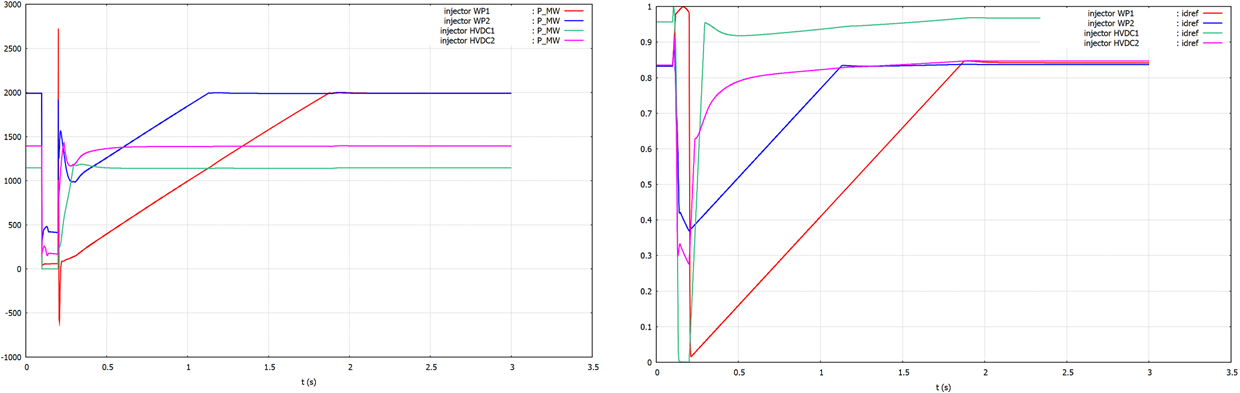 injector WP1 : P_MW
injector WP2 : P_MW
injector HVDC1 : P_MW
injector HVDC2 : P_MW
3000
2500
2000
1500
1000
500
0
-500
-1000
0 0.5 1 1.5 2 2.5 3 3.5
t (s)
injector WP1 : idref
injector WP2 : idref
injector HVDC1 : idref
injector HVDC2 : idref
1
0.9
0.8
0.7
0.6
0.5
0.4
0.3
0.2
0.1
0
0 0.5 1 1.5 2 2.5 3 3.5
t (s)